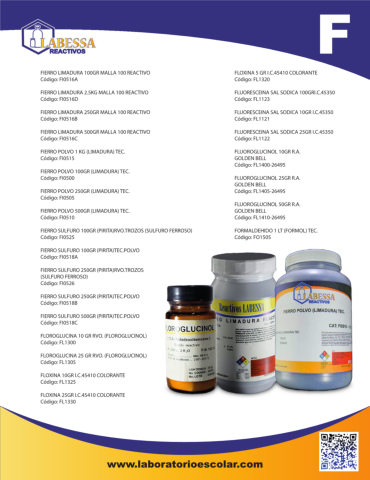 LABESSA
REACTIVOS
F
FIERRO LIMADURA 100GR MALLA 100 REACTIVO
Código: FI0516A
FIERRO LIMADURA 2.5KG MALLA 100 REACTIVO
Código: FI0516D
FIERRO LIMADURA 250GR MALLA 100 REACTIVO
Código: FI0516B
FIERRO LIMADURA 500GR MALLA 100 REACTIVO
Código: FI0516C
FIERRO POLVO 1 KG (LIMADURA) TEC.
Código: FI0515
FIERRO POLVO 100GR (LIMADURA) TEC.
Código: FI0500
FIERRO POLVO 250GR (LIMADURA) TEC.
Código: FI0505
FIERRO POLVO 500GR (LIMADURA) TEC.
Código: FI0510
FIERRO SULFURO 100GR (PIRITA)RVO.TROZOS (SULFURO FERROSO)
Código: FI0525
FIERRO SULFURO 100GR (PIRITA)TEC.POLVO
Código: FI0518A
FIERRO SULFURO 250GR (PIRITA)RVO.TROZOS
(SULFURO FERROSO)
Código: FI0526
FIERRO SULFURO 250GR (PIRITA)TEC.POLVO
Código: FI0518B
FIERRO SULFURO 500GR (PIRITA)TEC.POLVO
Código: FI0518C
FLOROGLUCINA 10 GR RVO. (FLOROGLUCINOL)
Código: FL1300
FLOROGLUCINA 25 GR RVO. (FLOROGLUCINOL)
Código: FL1305
FLOXINA 10GR I.C.45410 COLORANTE
Código: FL1325
FLOXINA 25GR I.C.45410 COLORANTE
Código: FL1330
FLOXINA 5 GR I.C.45410 COLORANTE
Código: FL1320
FLUORESCEINA SAL SODICA 100GR I.C.45350
Código: FL1123
FLUORESCEINA SAL SODICA 10GR I.C.45350
Código: FL1121
FLUORESCEINA SAL SODICA 25GR I.C.45350
Código: FL1122
FLUOROGLUCINOL 10GR R.A.
GOLDEN BELL
Código: FL1400-26495
FLUOROGLUCINOL 25GR R.A.
GOLDEN BELL
Código: FL1405-26495
FLUOROGLUCINOL 50GR R.A.
GOLDEN BELL
Código: FL1410-26495
FORMALDEHIDO 1 LT (FORMOL) TEC.
Código: FO1505
LOROGLUCINOL
Reactivos LABESSA
LIMADURA
LABESSA
REACTIVOS
FIERRO POLVO (LIMADURA) TEC.
www.laboratorioescolar.com